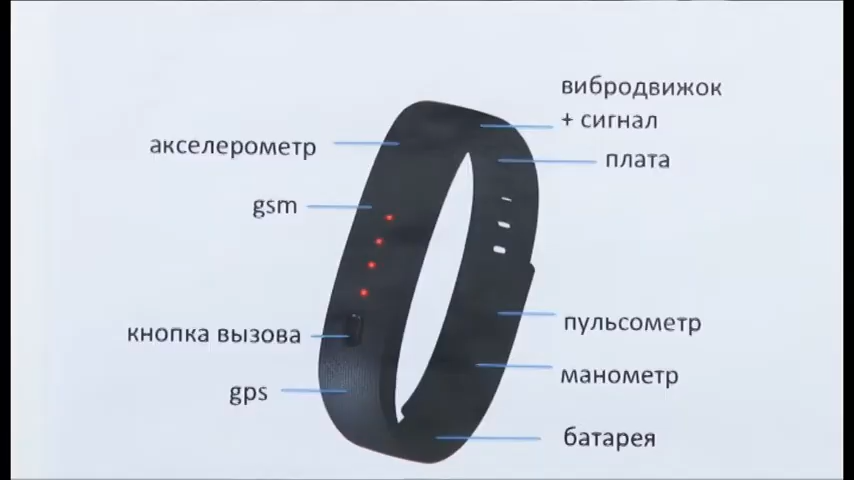 акселерометр
gsm
кнопка вызова
gps
вибродвижок
+ сигнал
плата
пульсометр
манометр
батарея